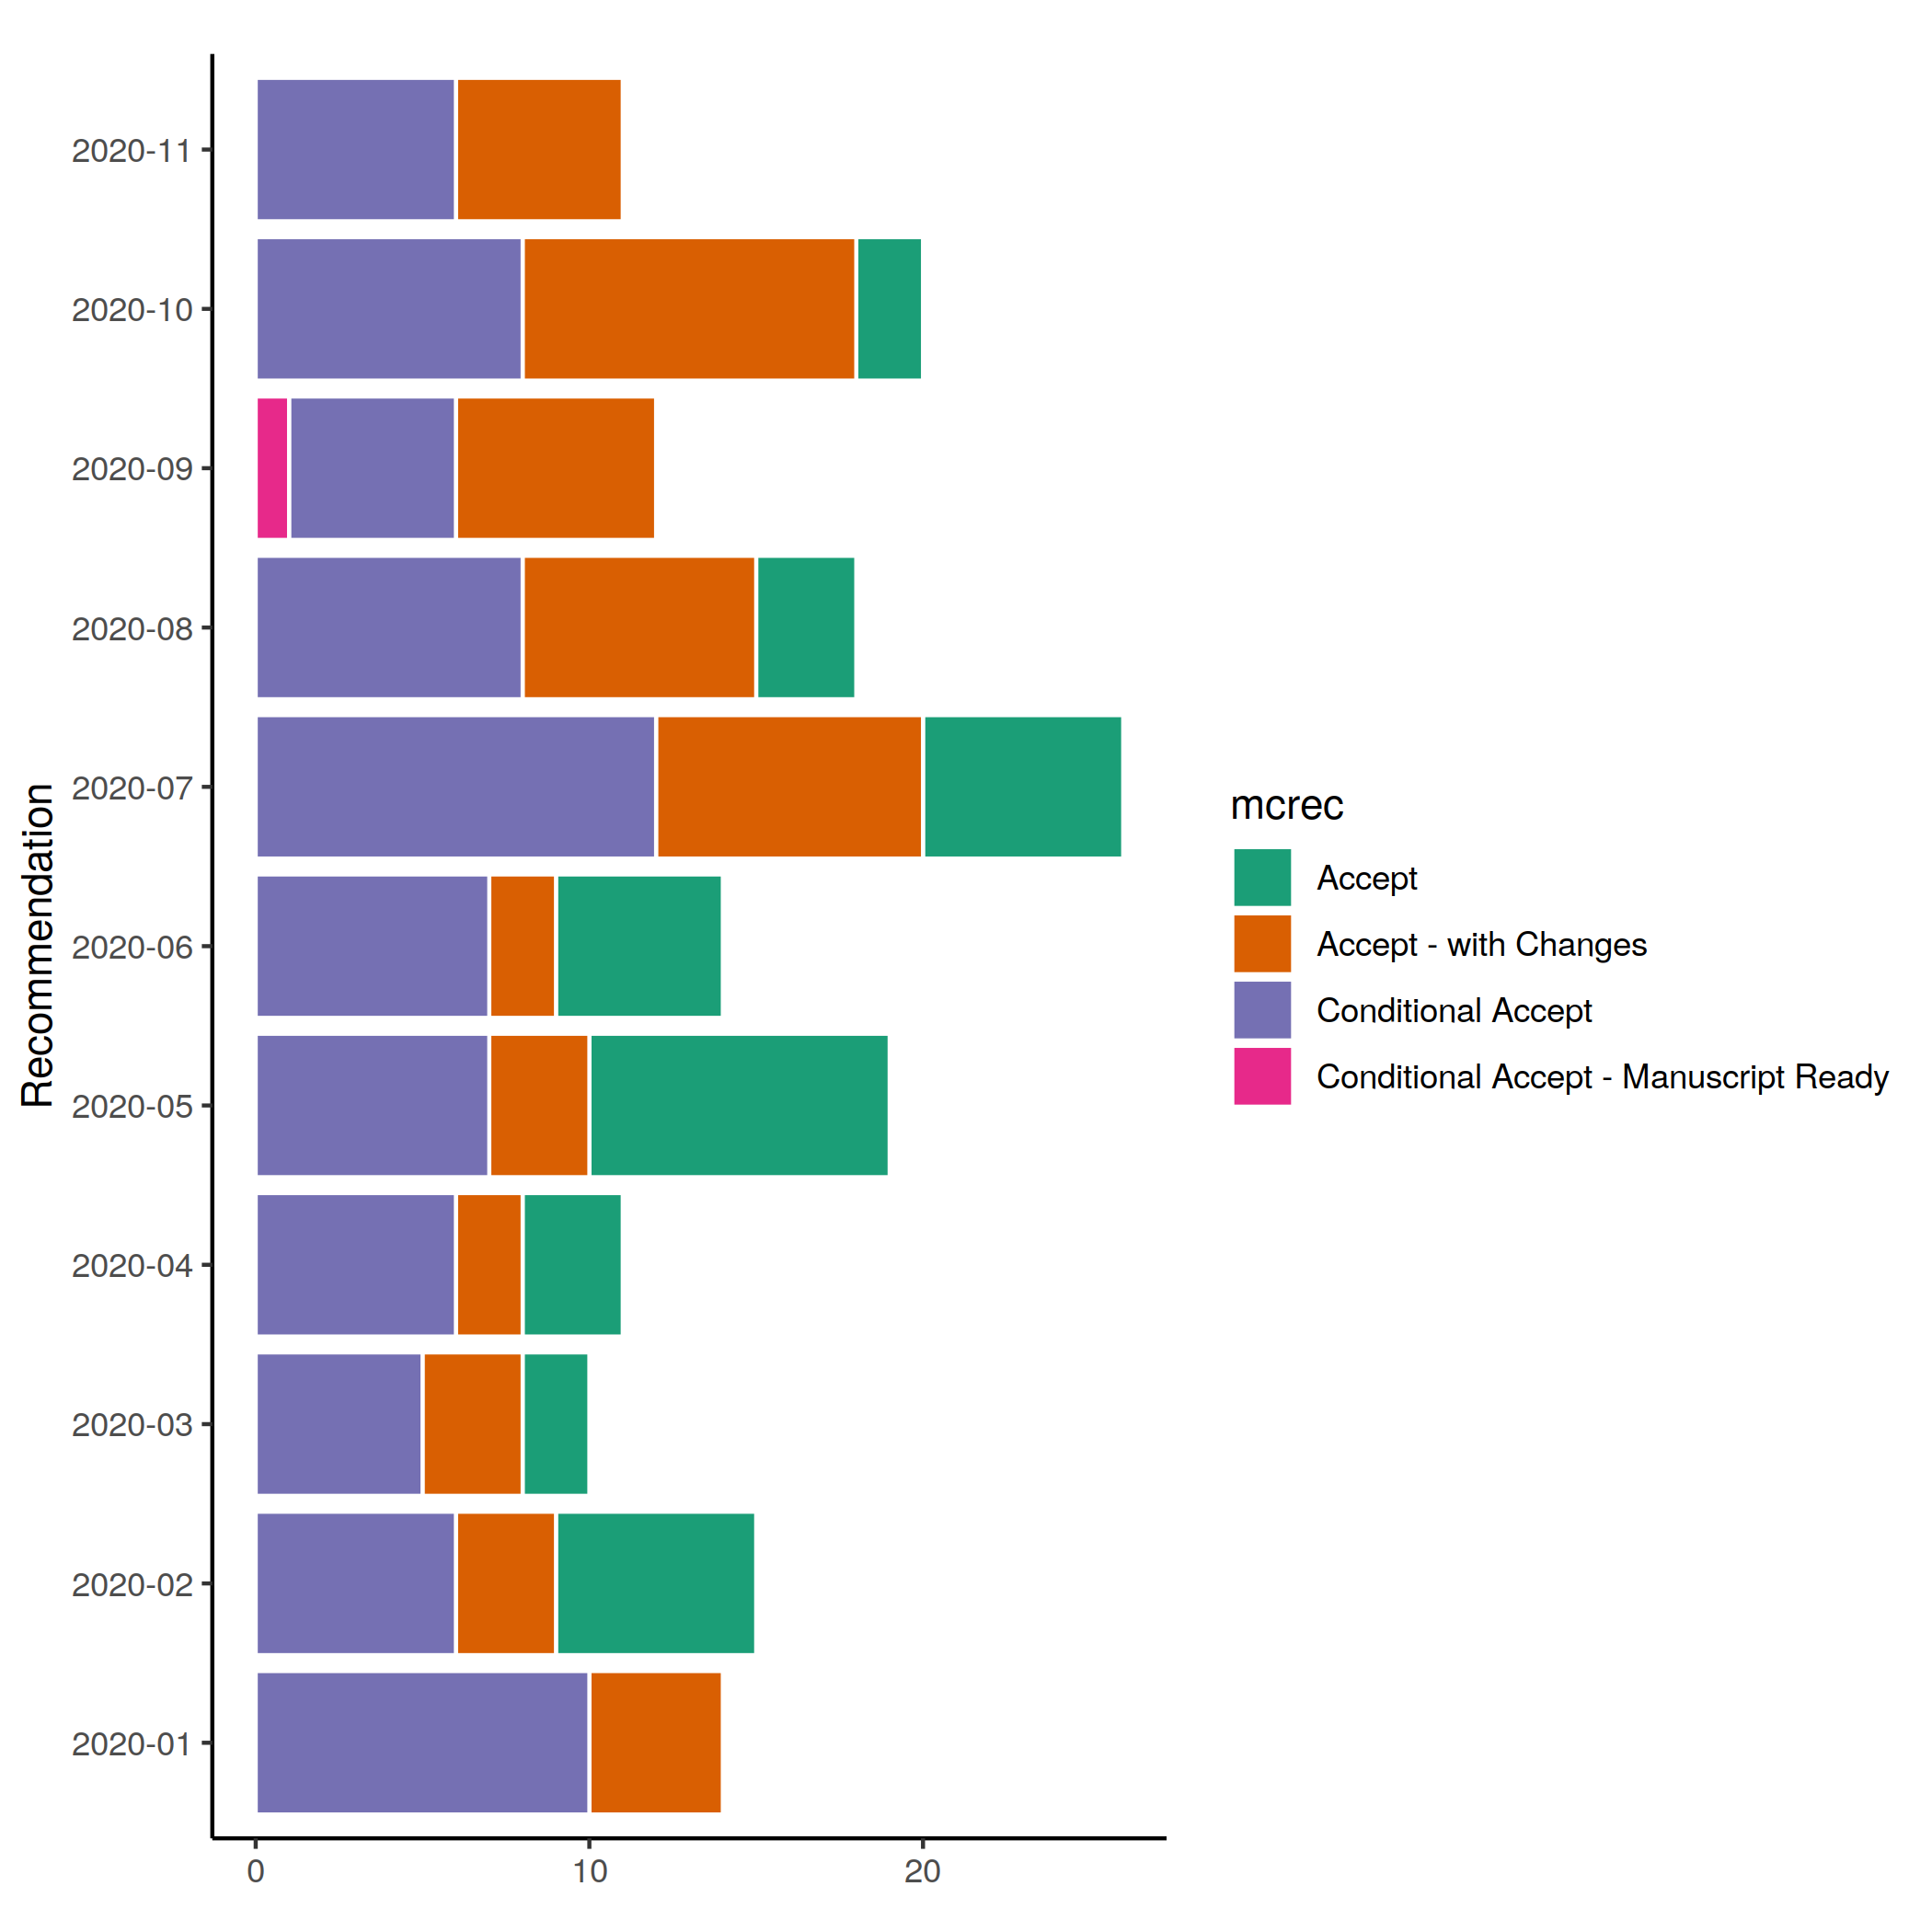 Recommendation
2020-11
2020-10
2020-09
2020-08
2020-07
2020-06
2020-05
2020-04
2020-03
2020-02
2020-01
0 10 20
mcrec
Accept
Accept - with Changes
Conditional Accept
Conditional Accept - Manuscript Ready